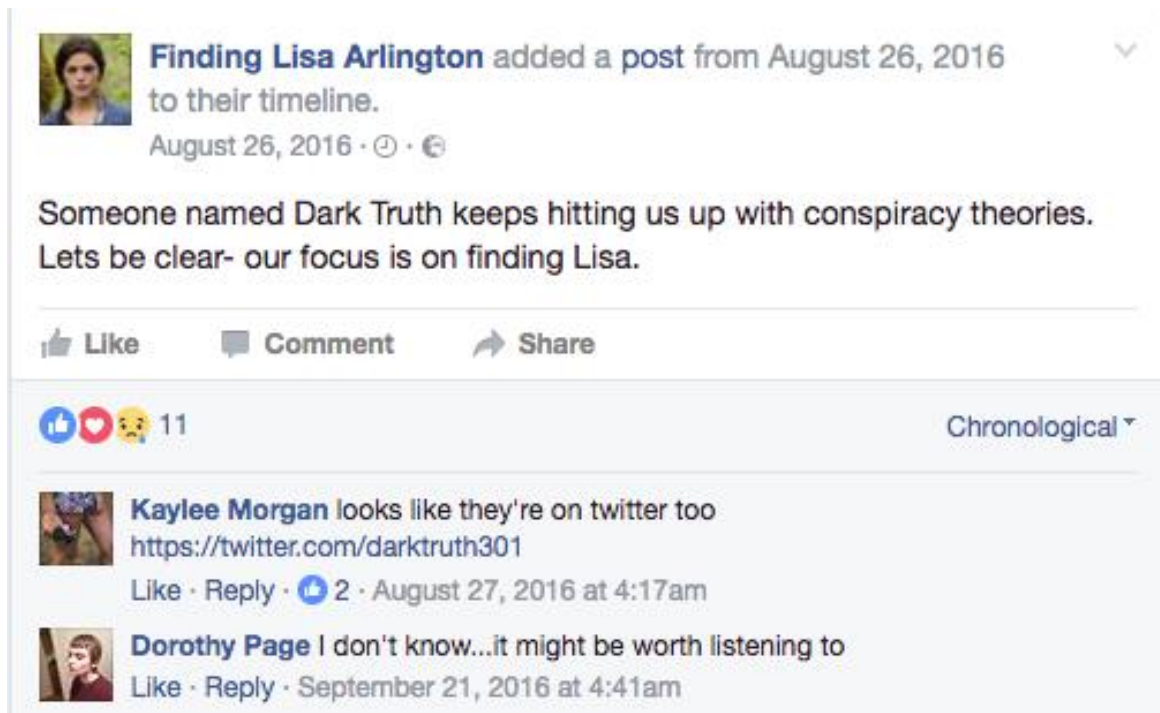 Finding Lisa Arlington added a post from August 26, 2016
to their timeline.
August 26, 2016 ·  ·
Someone named Dark Truth keeps hitting us up with conspiracy theories.
Lets be clear- our focus is on finding Lisa.
Like Comment Share
11 Chronological
Kaylee Morgan looks like they're on twitter too
https://twitter.com/darktruth301
Like · Reply · 2 · August 27, 2016 at 4:17am
Dorothy Page I don't know...it might be worth listening to
Like · Reply · September 21, 2016 at 4:41am